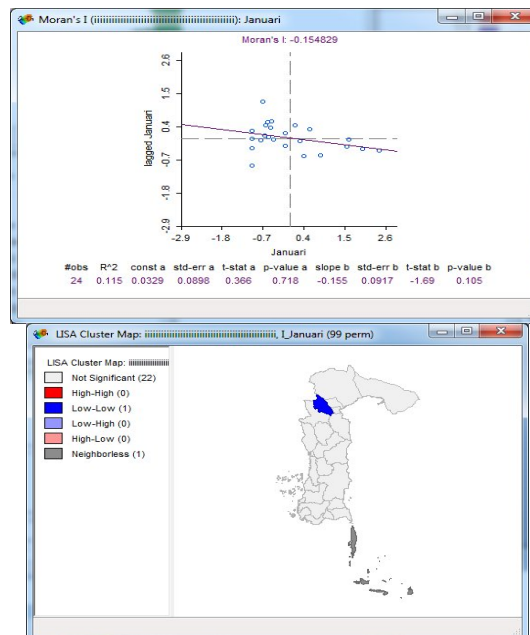 Moran's I (iiiiiiiiiiiiiiiiiiiiiiiiiiiiiiiiiiiiiiiiiii): Januari
Moran's I: -0.154829
lagged Januari
2.6
1.5
0.4
-0.7
-1.8
-2.9
-2.9 -1.8 -0.7 0.4 1.5 2.6
Januari
#obs R^2 const a std-err a t-stat a p-value a slope b std-err b t-stat b p-value b
24 0.115 0.0329 0.0898 0.366 0.718 -0.155 0.0917 -1.69 0.105
LISA Cluster Map: iiiiiiiiiiiiiiiiiiiiiiiiiiiiiiiiiiiiiiiiiii, I_Januari (99 perm)
LISA Cluster Map: iiiiiiiiiiiiiiii
Not Significant (22)
High-High (0)
Low-Low (1)
Low-High (0)
High-Low (0)
Neighborless (1)